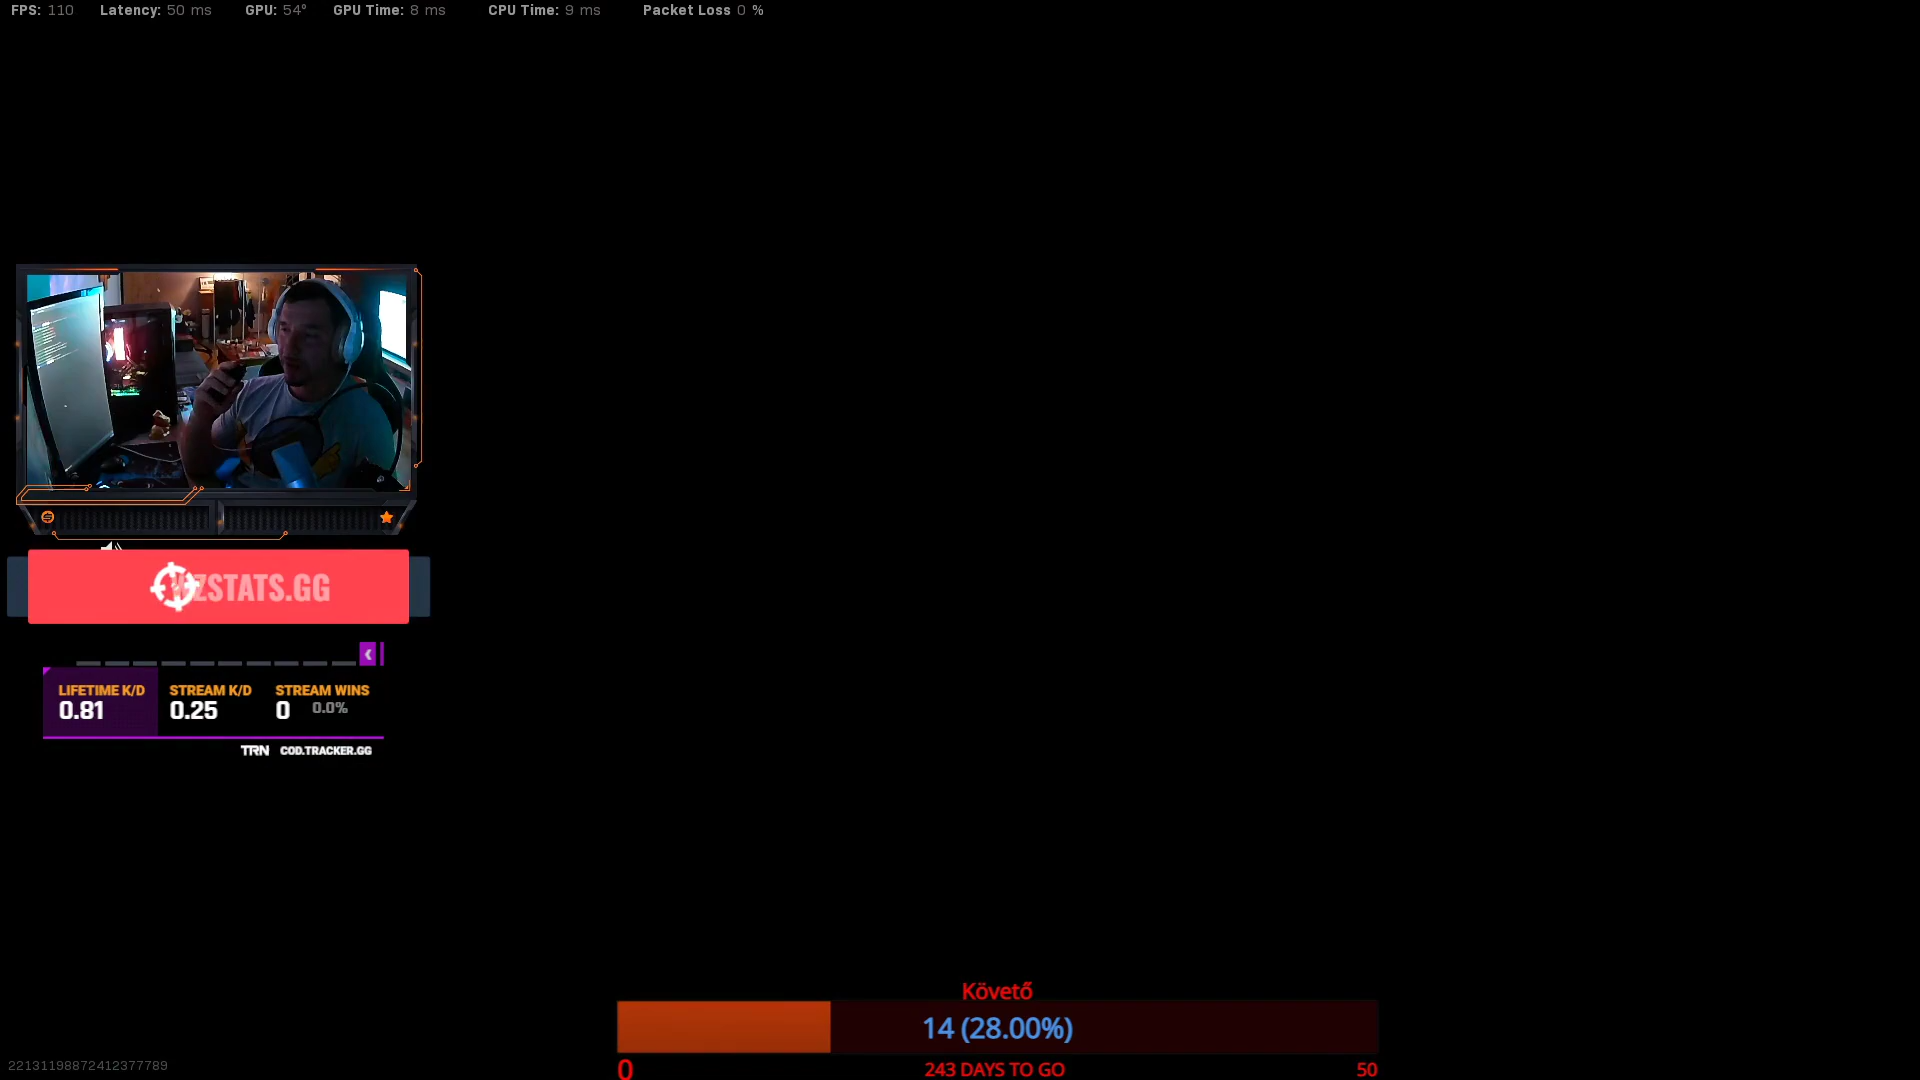 FPS: 110 Latency: 50 ms GPU: 54° GPU Time: 8 ms CPU Time: 9 ms Packet Loss 0 %
WZSTATS.GG
LIFETIME K/D STREAM K/D STREAM WINS
0.81 0.25 0 0.0%
TRN COD.TRACKER.GG
Követő
14 (28.00%)
0 243 DAYS TO GO 50
22131198872412377789